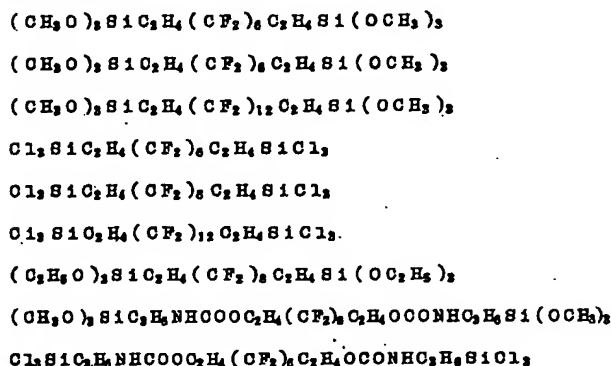 (CH₃O)₃SiC₂H₄(CF₂)₆C₂H₄Si(OCH₃)₃
(CH₃O)₃SiC₂H₄(CF₂)₈C₂H₄Si(OCH₃)₃
(CH₃O)₃SiC₂H₄(CF₂)₁₂C₂H₄Si(OCH₃)₃
Cl₃SiC₂H₄(CF₂)₆C₂H₄SiCl₃
Cl₃SiC₂H₄(CF₂)₈C₂H₄SiCl₃
Cl₃SiC₂H₄(CF₂)₁₂C₂H₄SiCl₃.
(C₂H₅O)₃SiC₂H₄(CF₂)₈C₂H₄Si(OC₂H₅)₃
(CH₃O)₃SiC₃H₆NHCOOC₂H₄(CF₂)₈C₂H₄OCONHC₃H₆Si(OCH₃)₃
Cl₃SiC₃H₆NHCOOC₂H₄(CF₂)₆C₂H₄OCONHC₃H₆SiCl₃